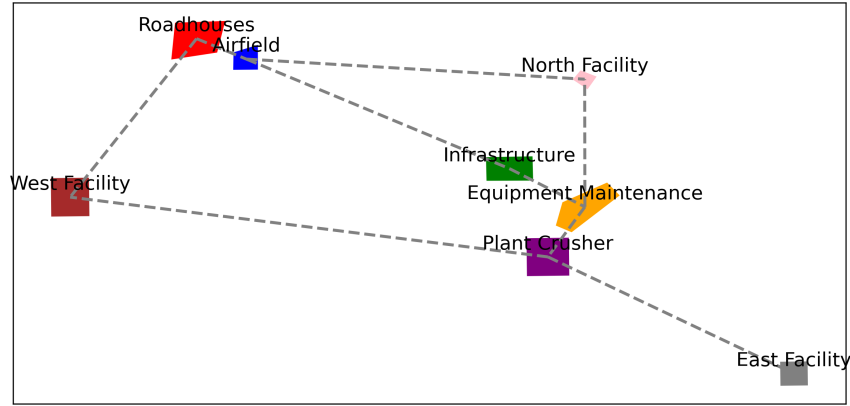 Roadhouses
Airfield
North Facility
Infrastructure
West Facility
Equipment Maintenance
Plant Crusher
East Facility